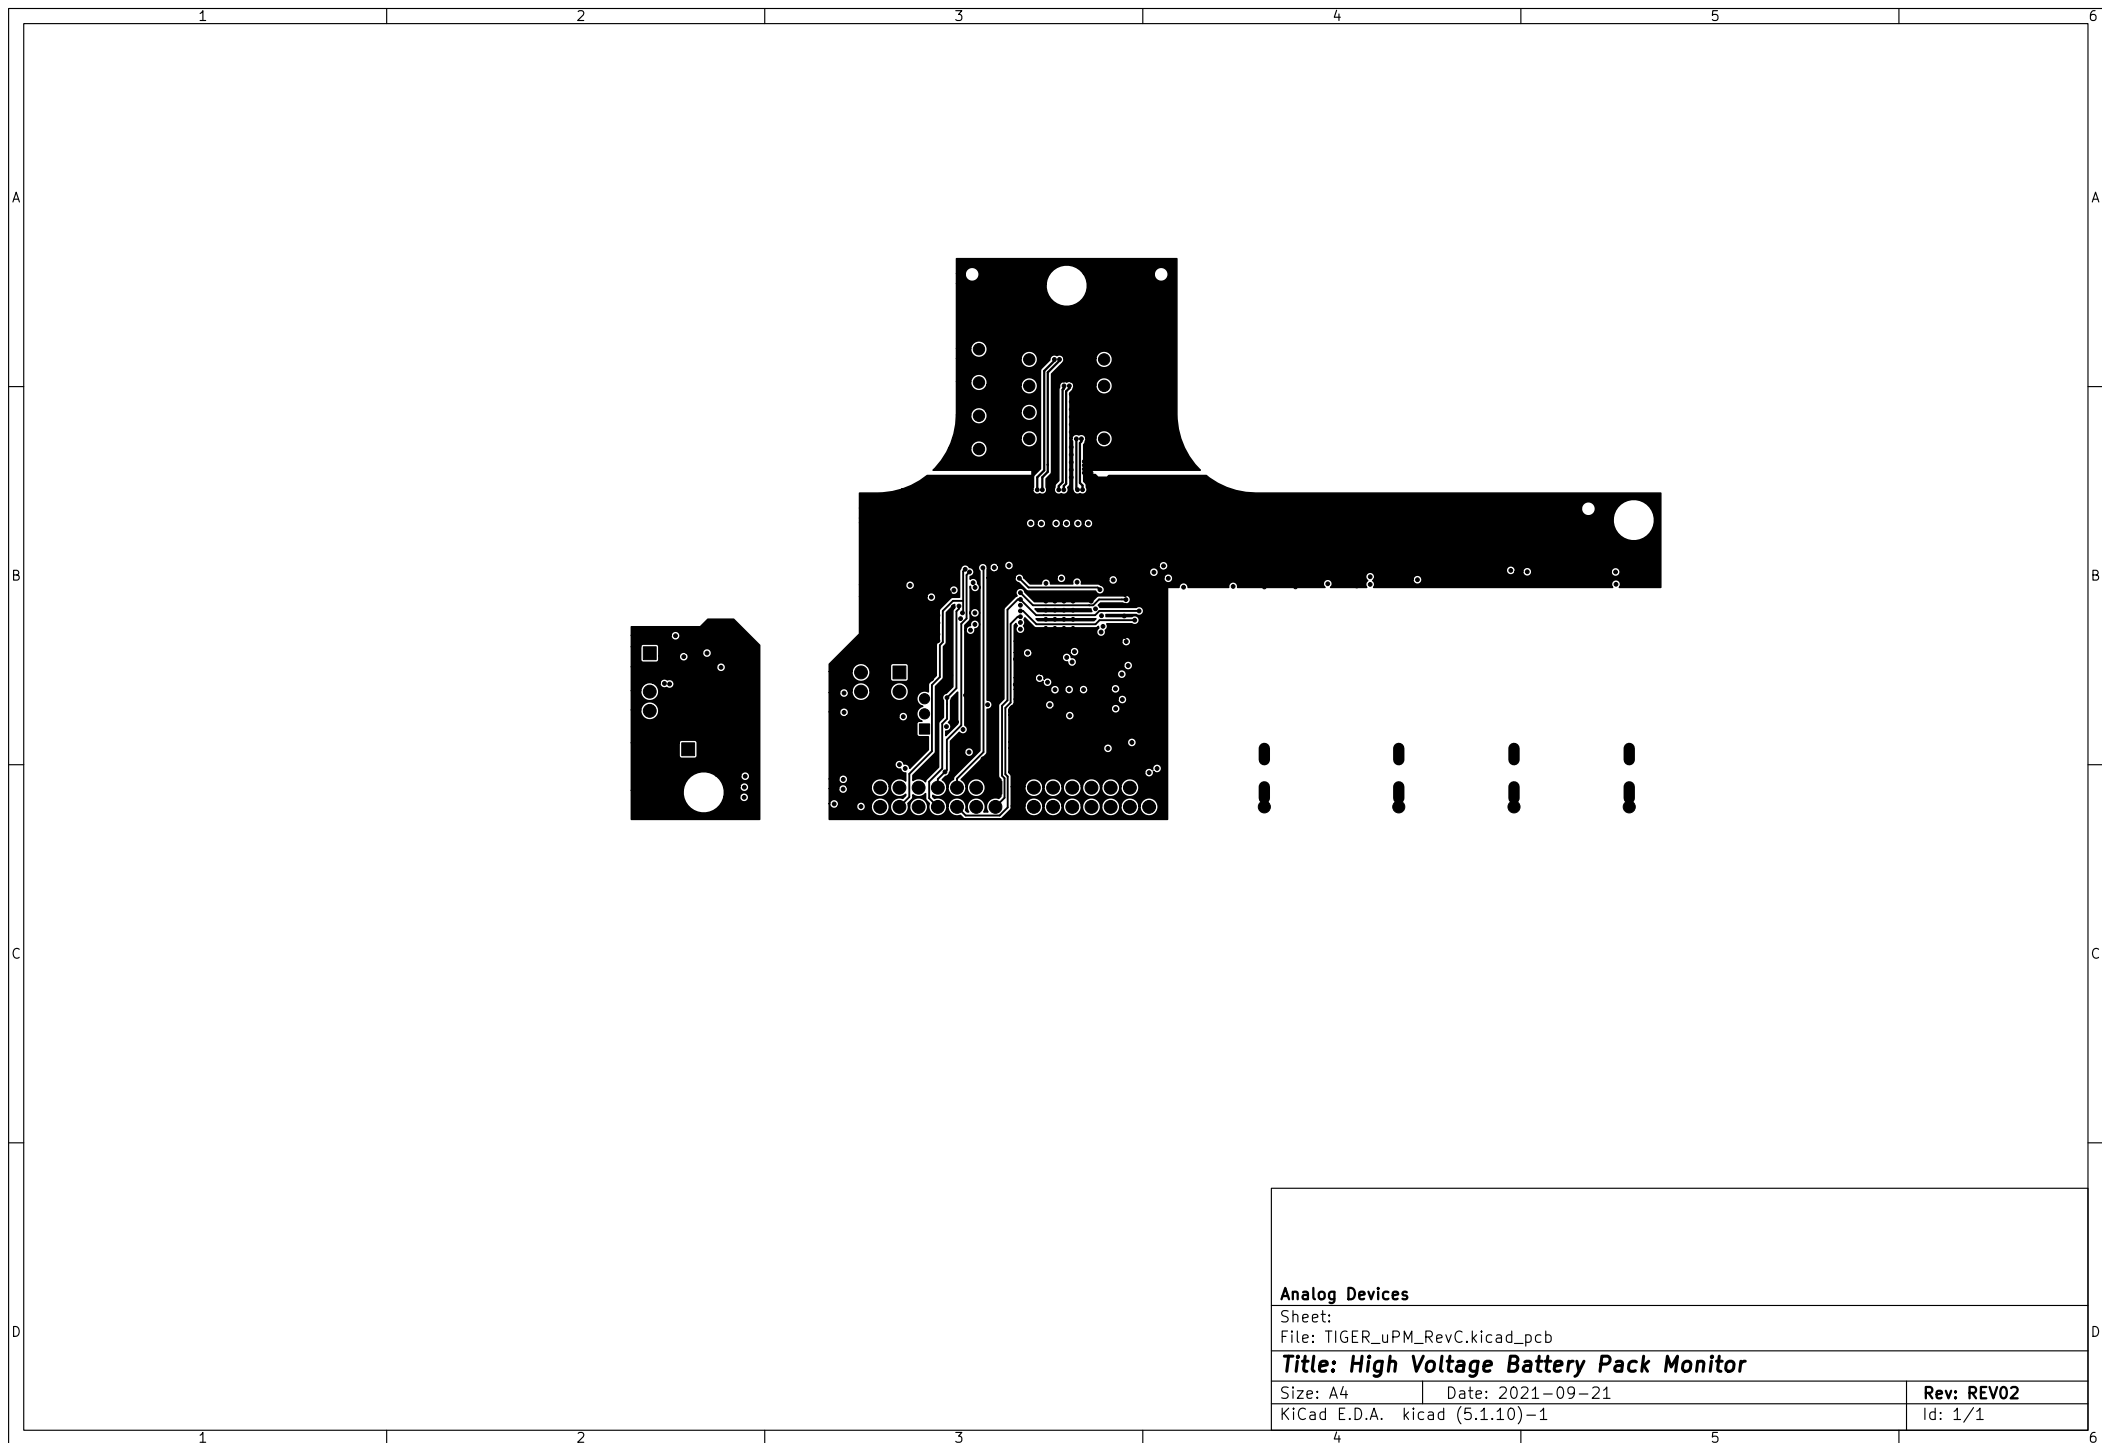 1 2 3 4 5 6
A A
B B
C C
D D
Analog Devices
Sheet:
File: TIGER_uPM_RevC.kicad_pcb
Title: High Voltage Battery Pack Monitor
Size: A4 Date: 2021-09-21 Rev: REV02
KiCad E.D.A. kicad (5.1.10)-1 Id: 1/1
1 2 3 4 5 6